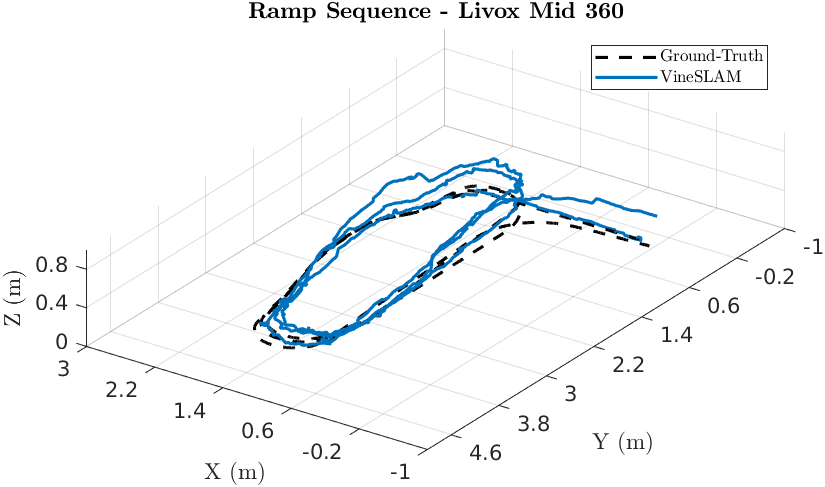 Ramp Sequence - Livox Mid 360
Ground-Truth
VineSLAM
Z (m)
0.8
0.4
0
3
2.2
1.4
0.6
-0.2
-1
X (m)
4.6
3.8
3
2.2
1.4
0.6
-0.2
-1
Y (m)